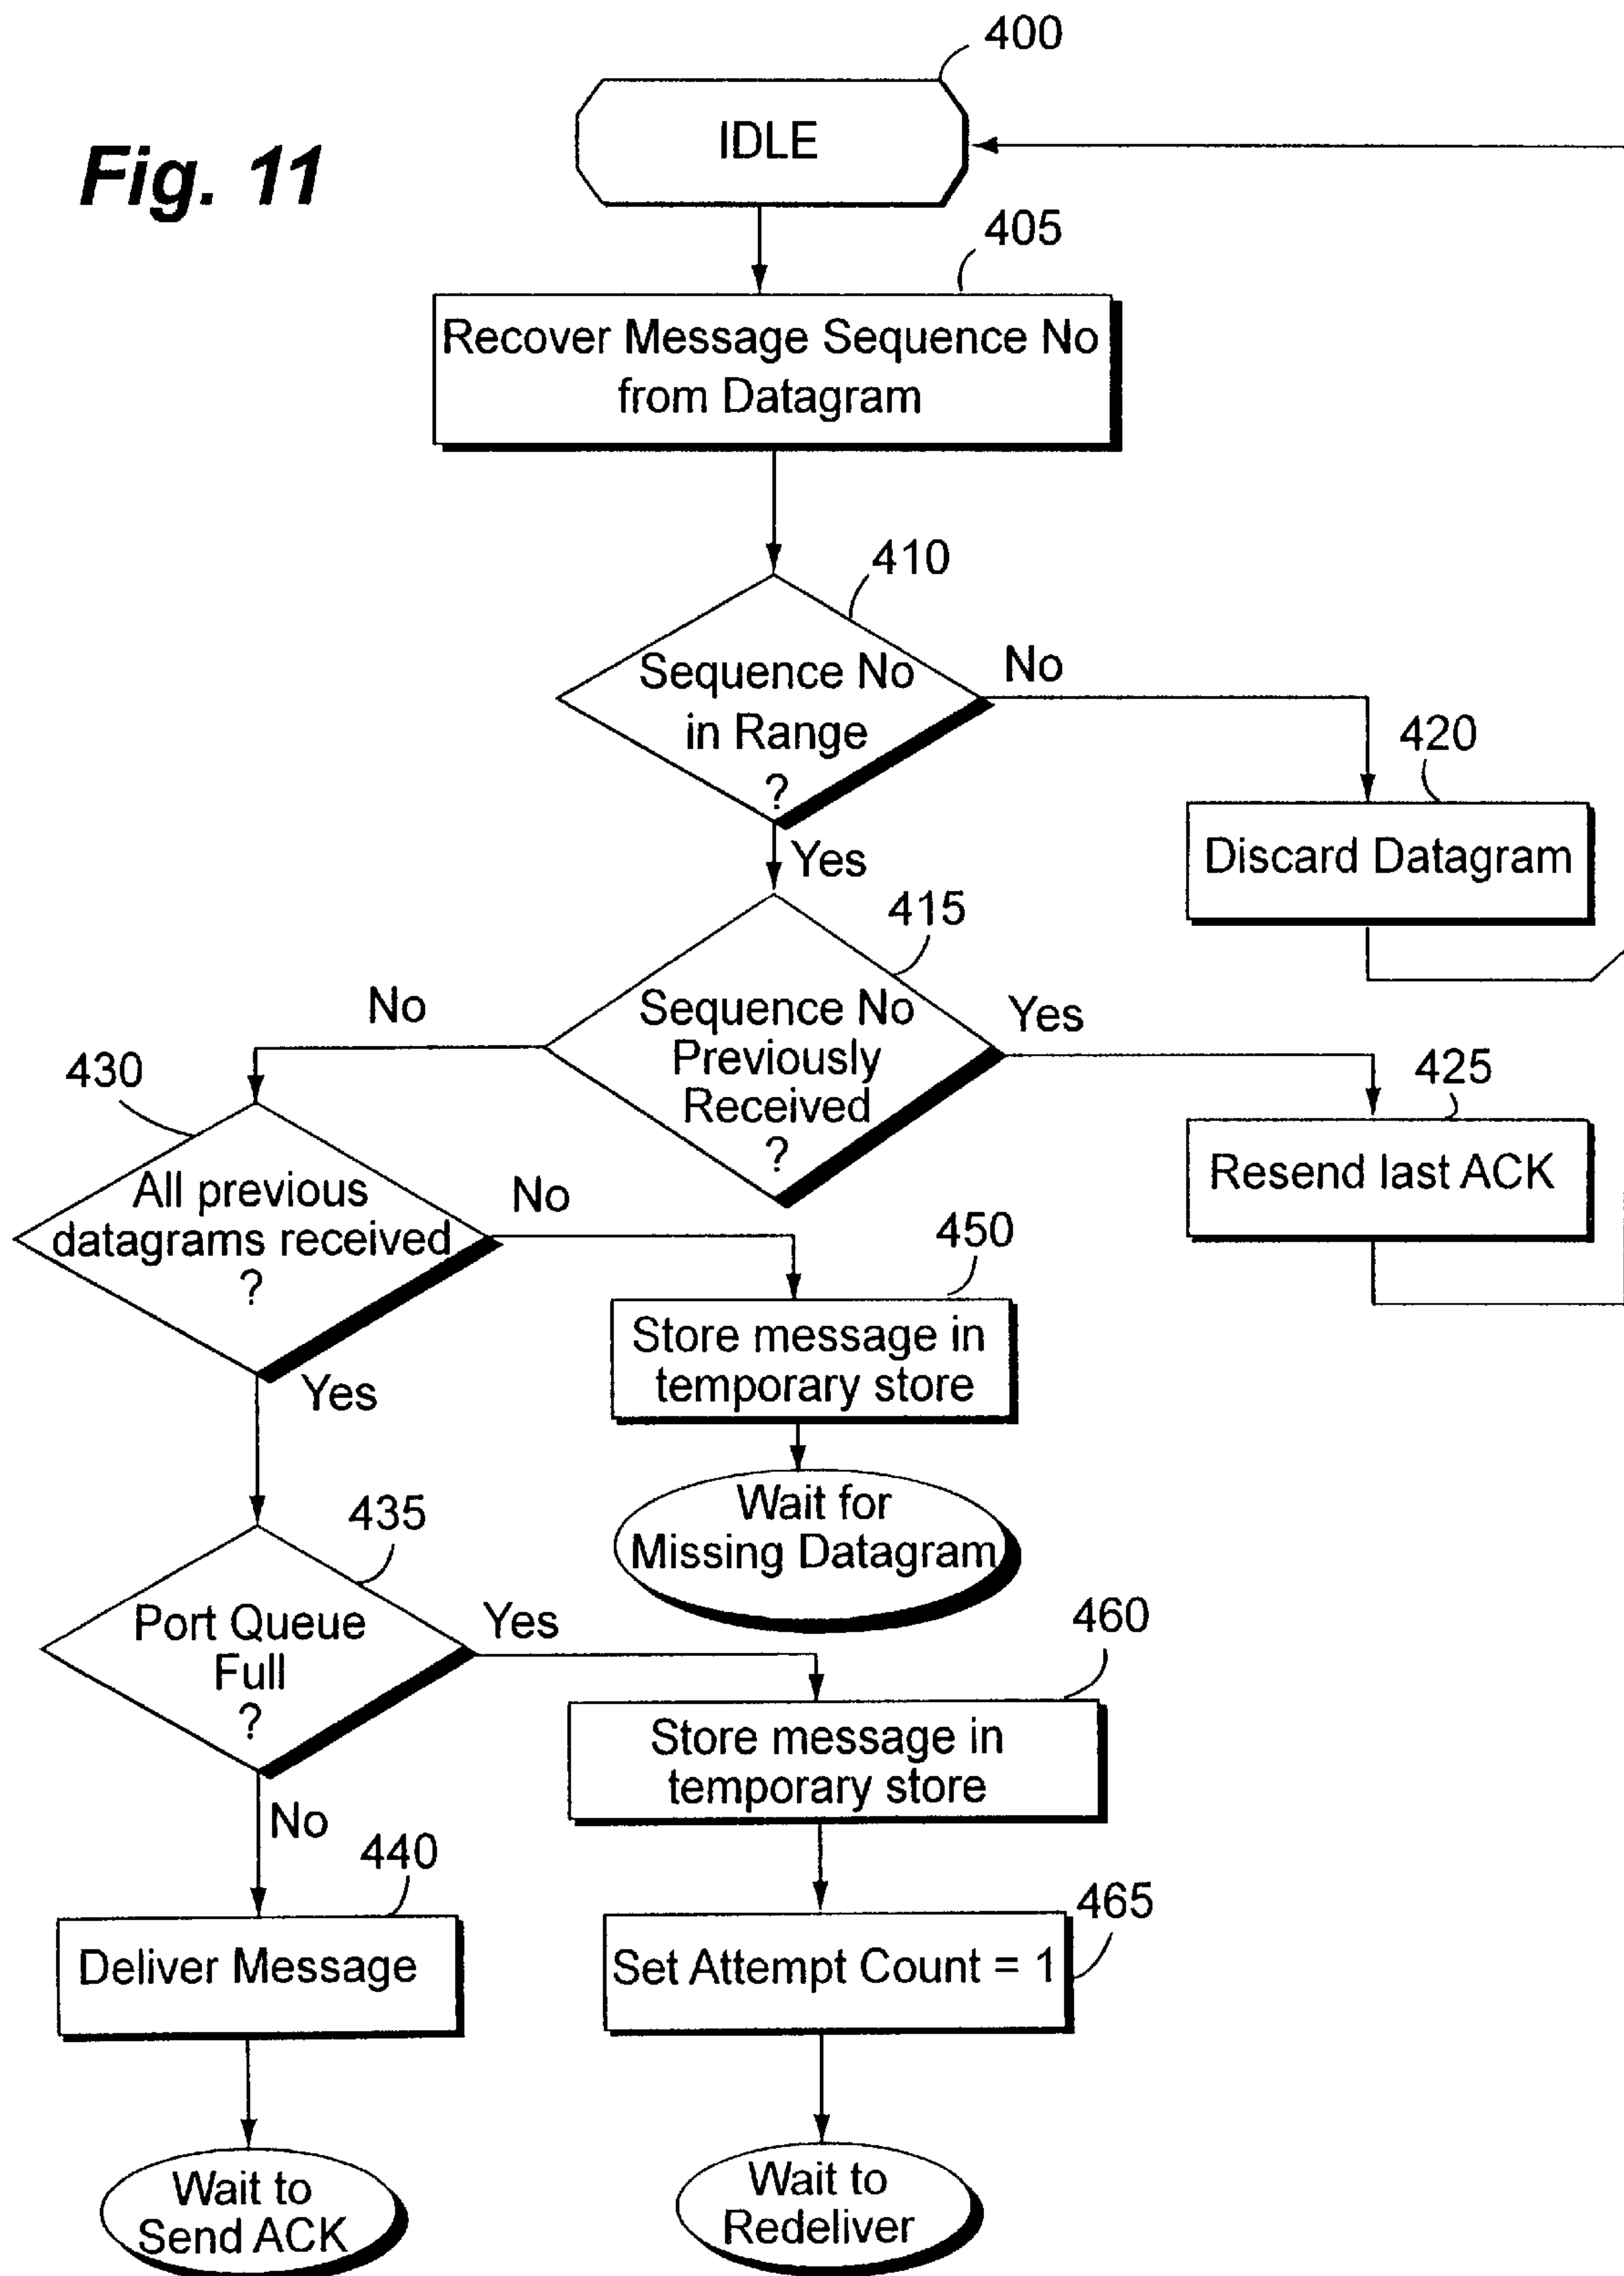 400
IDLE
Fig. 11
405
Recover Message Sequence No
from Datagram
410
Sequence No
in Range
?
No
420
Discard Datagram
Yes
415
Sequence No
Previously
Received
?
No
Yes
430
425
Resend last ACK
All previous
datagrams received
?
No
450
Store message in
temporary store
Yes
Wait for
Missing Datagram
435
Port Queue
Full
?
Yes
460
Store message in
temporary store
No
440
465
Deliver Message
Set Attempt Count = 1
Wait to
Send ACK
Wait to
Redeliver